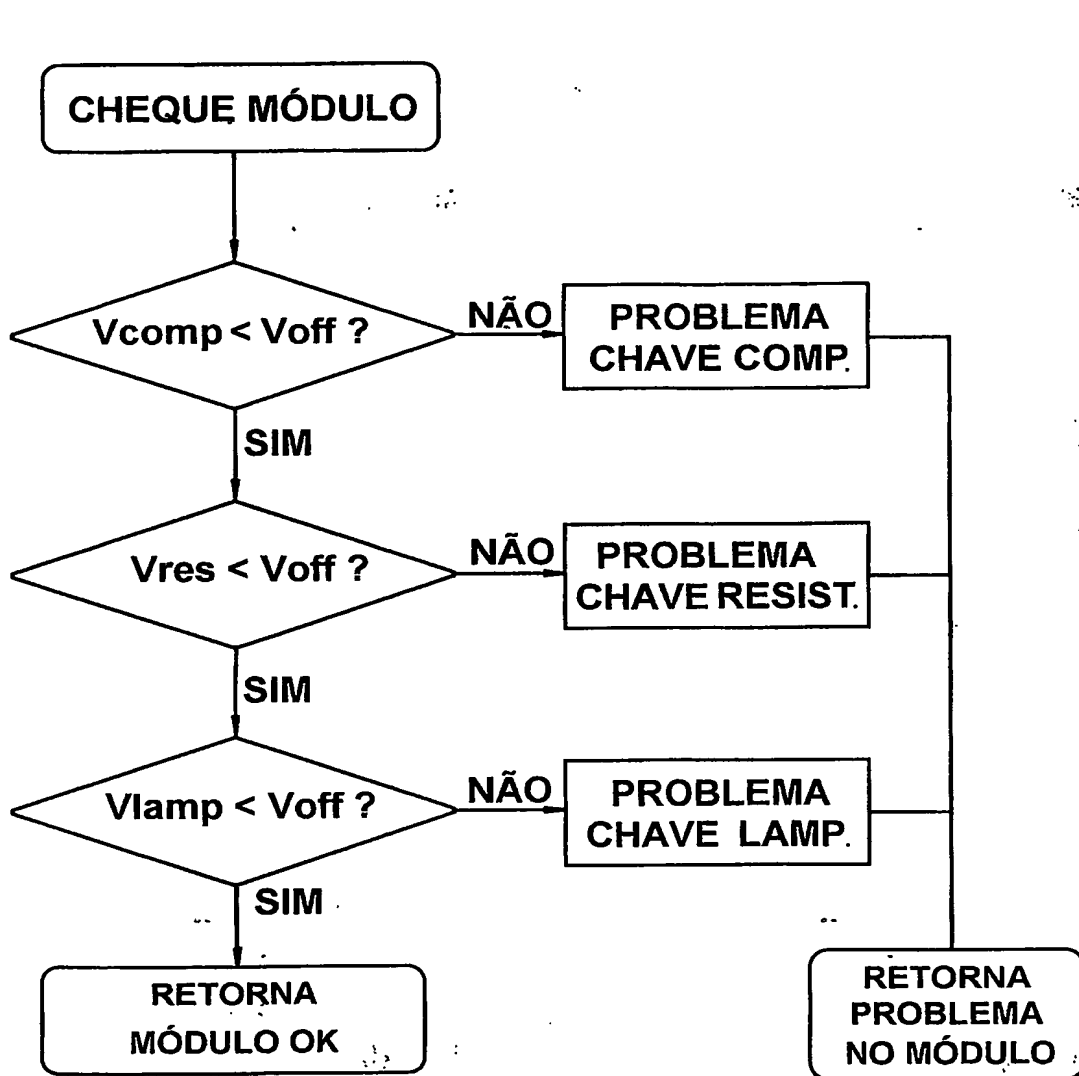 CHEQUE MÓDULO
Vcomp < Voff ?
NÃO
PROBLEMA
CHAVE COMP.
SIM
Vres < Voff ?
NÃO
PROBLEMA
CHAVE RESIST.
SIM
Vlamp < Voff ?
NÃO
PROBLEMA
CHAVE LAMP.
SIM
RETORNA
MÓDULO OK
RETORNA
PROBLEMA
NO MÓDULO